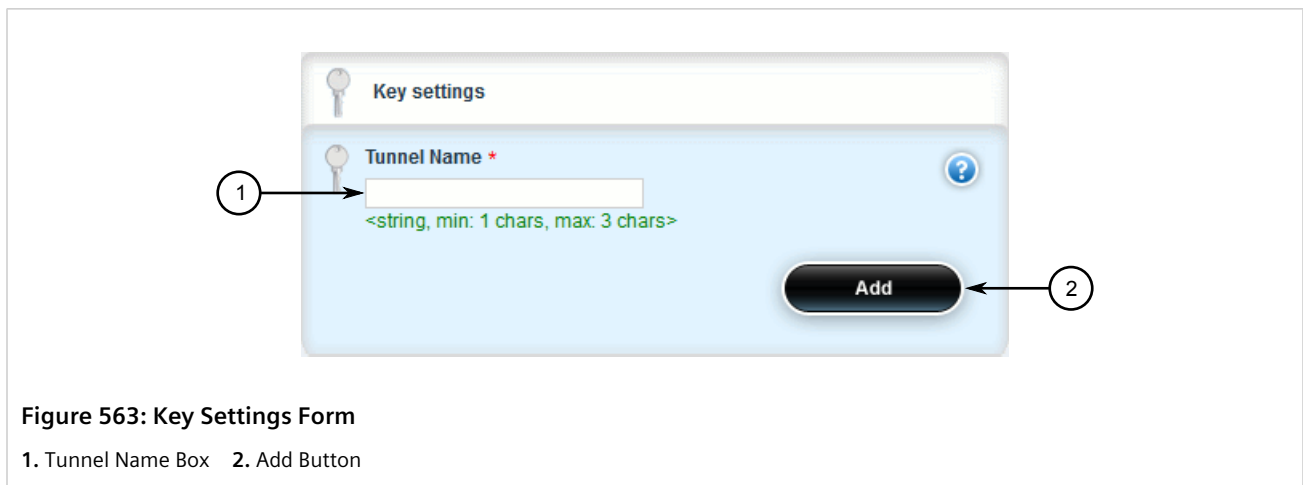 Key settings
Tunnel Name *
?
1
<string, min: 1 chars, max: 3 chars>
Add
2
Figure 563: Key Settings Form
1. Tunnel Name Box 2. Add Button